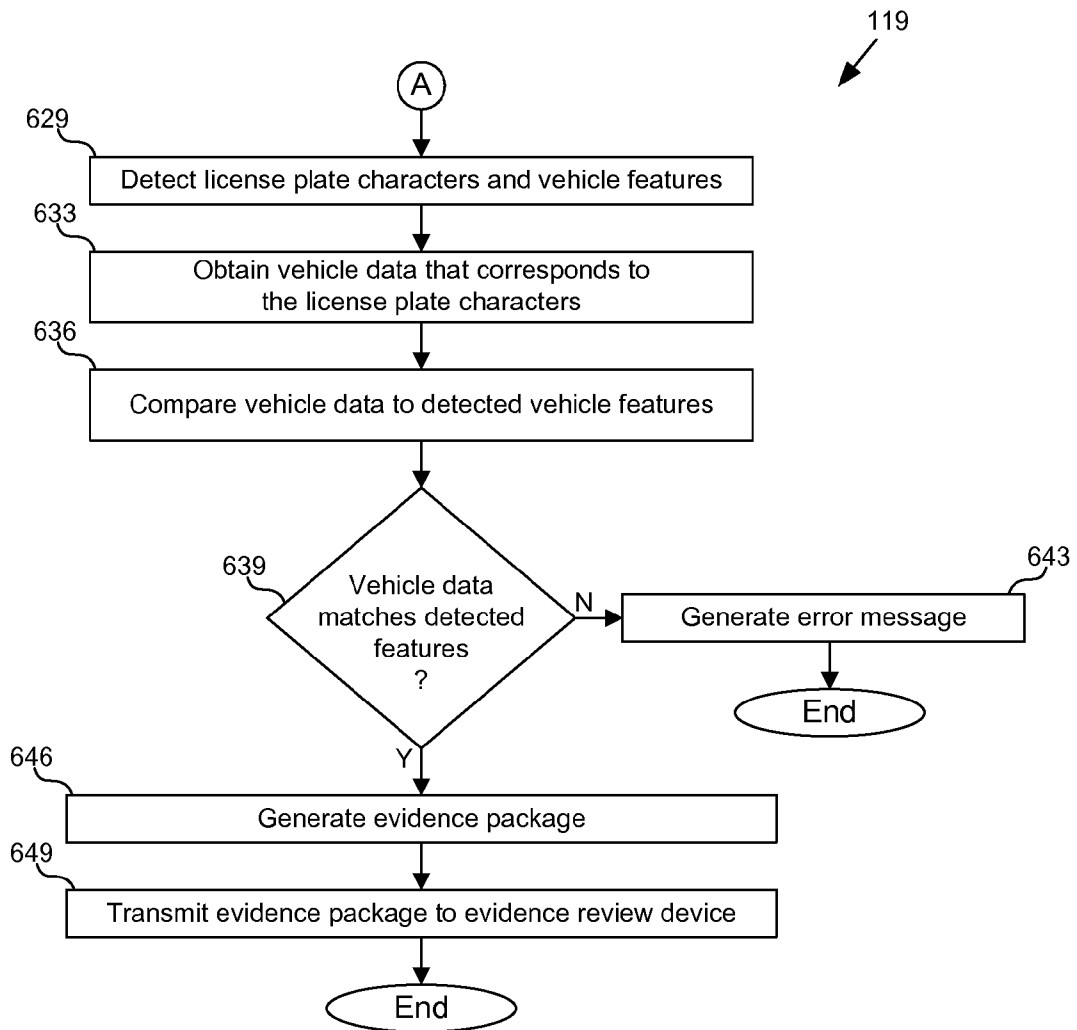 119
A
629
Detect license plate characters and vehicle features
633
Obtain vehicle data that corresponds to
the license plate characters
636
Compare vehicle data to detected vehicle features
639
Vehicle data
matches detected
features
?
N
643
Generate error message
End
Y
646
Generate evidence package
649
Transmit evidence package to evidence review device
End